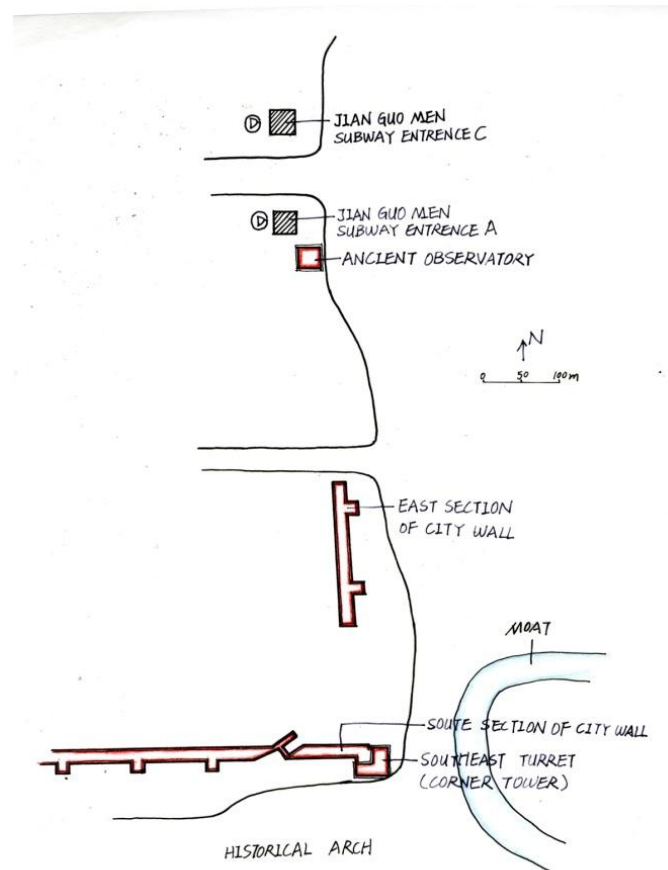 JIAN GUO MEN
SUBWAY ENTRENCE C
D
JIAN GUO MEN
SUBWAY ENTRENCE A
D
ANCIENT OBSERVATORY
N
0 50 100m
EAST SECTION
OF CITY WALL
MOAT
SOUTE SECTION OF CITY WALL
SOUTHEAST TURRET
(CORNER TOWER)
HISTORICAL ARCH